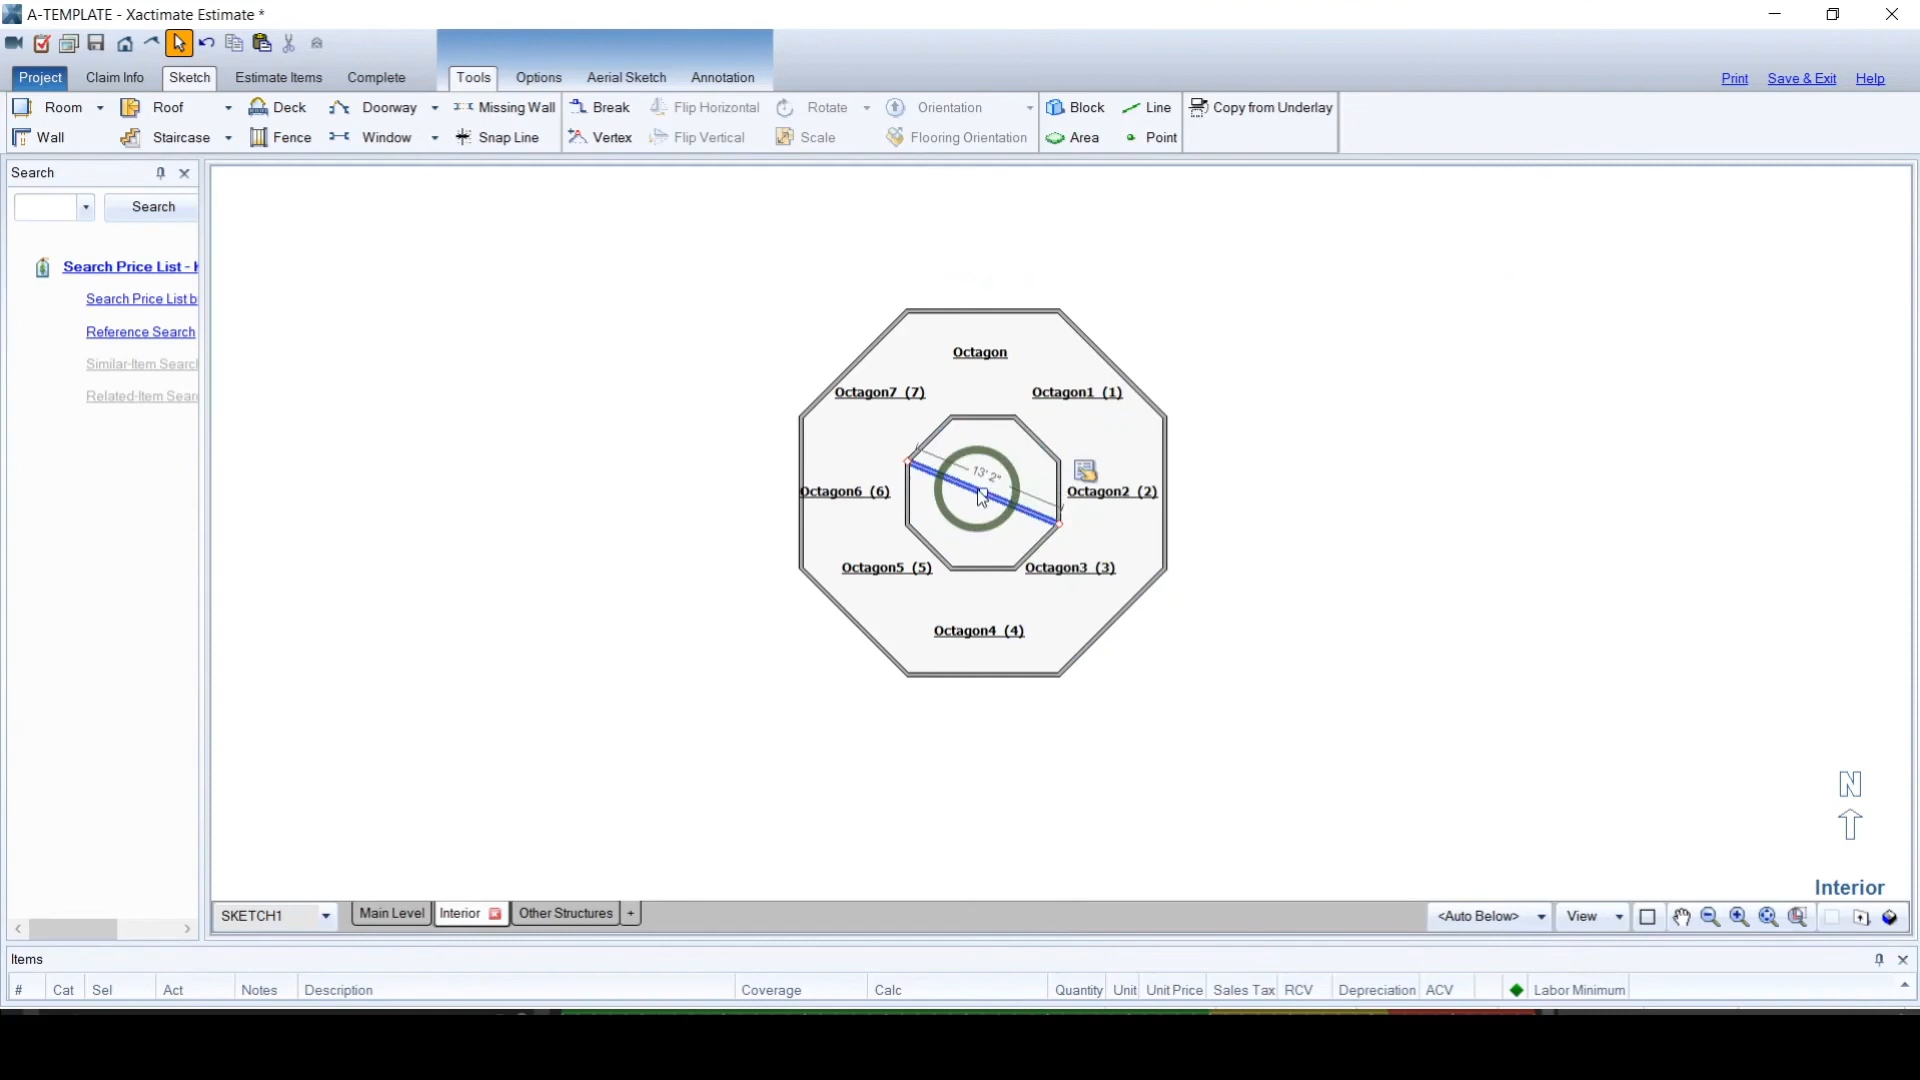 A-TEMPLATE - Xactimate Estimate *
Project Claim Info Sketch Estimate Items Complete Tools Options Aerial Sketch Annotation Print Save & Exit Help
Room Roof Deck Doorway Missing Wall Break Flip Horizontal Rotate Orientation Block Line Copy from Underlay
Wall Staircase Fence Window Snap Line Vertex Flip Vertical Scale Flooring Orientation Area Point
Search
Search
Search Price List -
Search Price List b
Reference Search
Similar-Item Search
Related-Item Sear
Octagon
Octagon7 (7) Octagon1 (1)
13' 2"
Octagon6 (6) Octagon2 (2)
Octagon5 (5) Octagon3 (3)
Octagon4 (4)
N
Interior
SKETCH1 Main Level Interior Other Structures + <Auto Below> View
Items
# Cat Sel Act Notes Description Coverage Calc Quantity Unit Unit Price Sales Tax RCV Depreciation ACV Labor Minimum